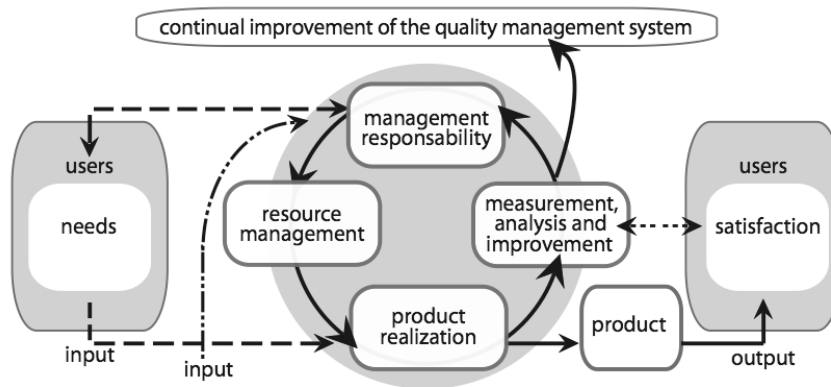 continual improvement of the quality management system
management
responsability
users
needs
resource
management
measurement,
analysis and
improvement
users
satisfaction
product
realization
product
input
input
output